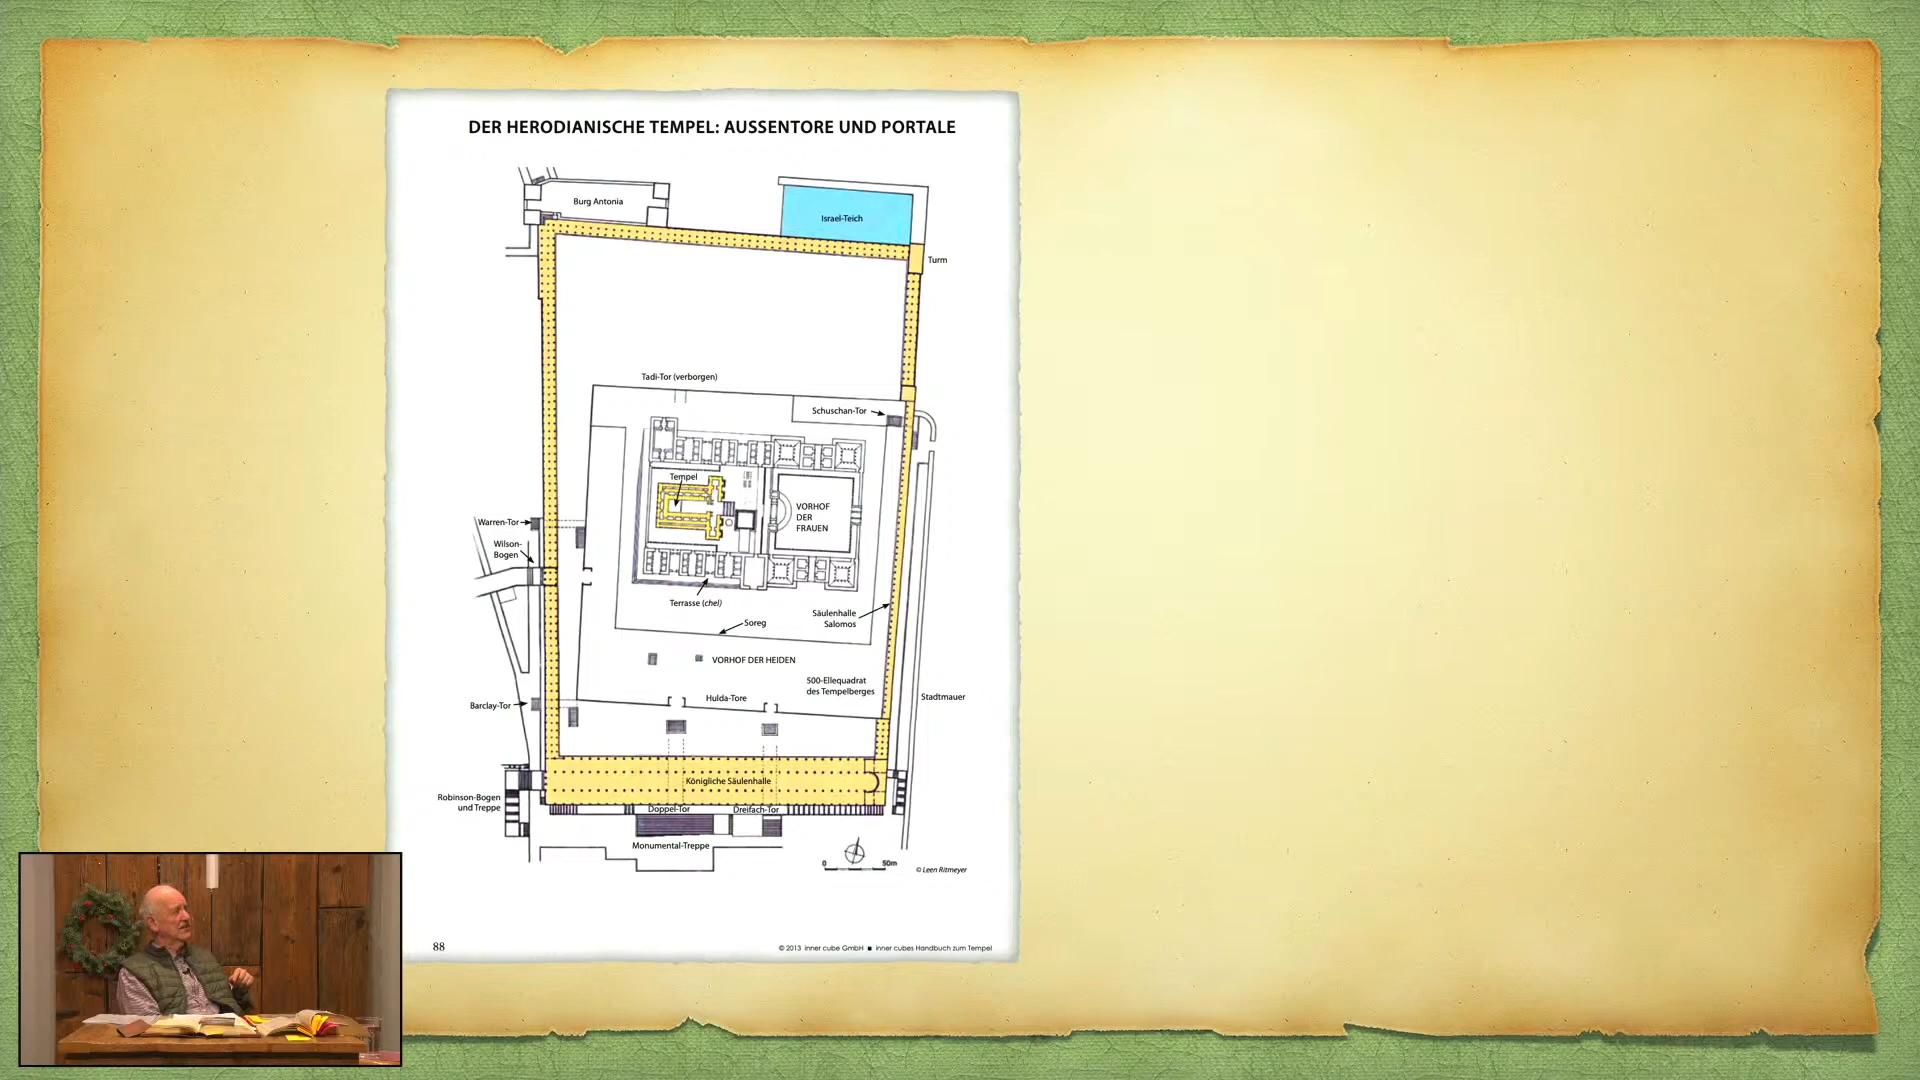 DER HERODIANISCHE TEMPEL: AUSSENTORE UND PORTALE
Burg Antonia
Israel-Teich
Turm
Tadi-Tor (verborgen)
Schuschan-Tor
Tempel
VORHOF
DER
FRAUEN
Warren-Tor
Wilson-
Bogen
Terrasse (chel)
Säulenhalle
Salomos
Soreg
VORHOF DER HEIDEN
500-Ellequadrat
des Tempelberges
Hulda-Tore
Stadtmauer
Barclay-Tor
Königliche Säulenhalle
Robinson-Bogen
und Treppe
Doppel-Tor
Dreifach-Tor
Monumental-Treppe
0 50m
© Leen Ritmeyer
88
© 2013 inner cube GmbH ■ inner cubes Handbuch zum Tempel